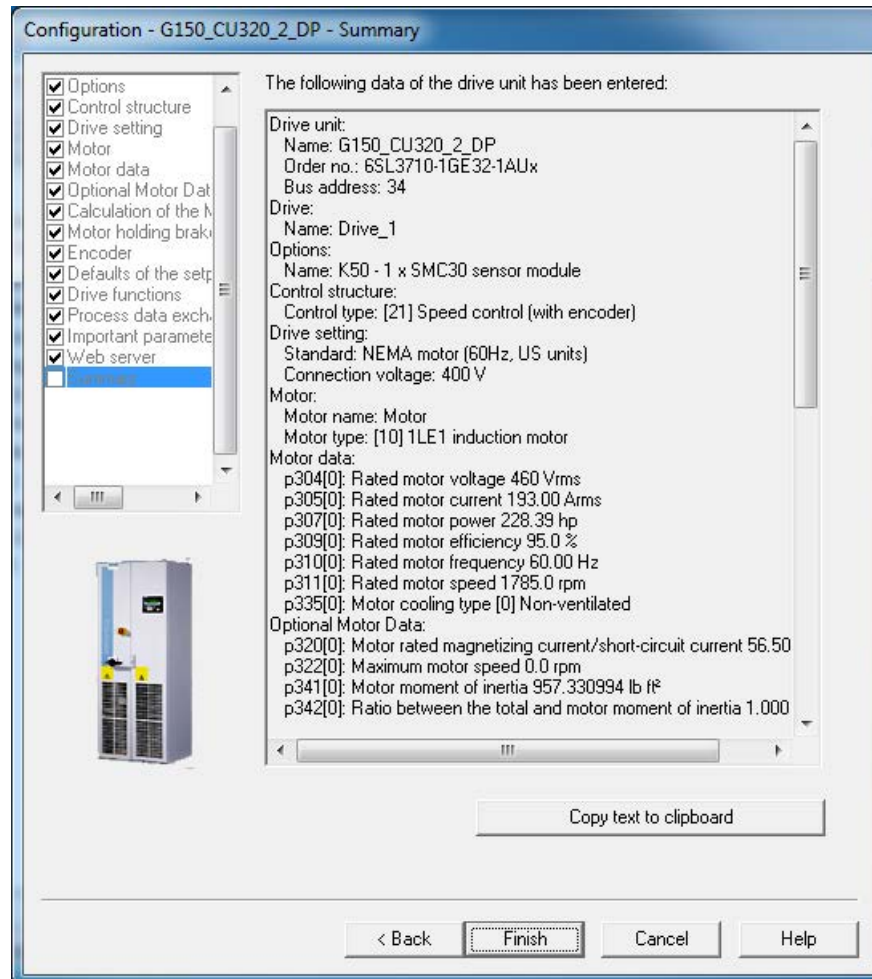 Configuration - G150_CU320_2_DP - Summary
Options
Control structure
Drive setting
Motor
Motor data
Optional Motor Dat
Calculation of the M
Motor holding brak
Encoder
Defaults of the setp
Drive functions
Process data exch
Important paramete
Web server
Summary
The following data of the drive unit has been entered:
Drive unit:
Name: G150_CU320_2_DP
Order no.: 6SL3710-1GE32-1AUx
Bus address: 34
Drive:
Name: Drive_1
Options:
Name: K50 - 1 x SMC30 sensor module
Control structure:
Control type: [21] Speed control (with encoder)
Drive setting:
Standard: NEMA motor (60Hz, US units)
Connection voltage: 400 V
Motor:
Motor name: Motor
Motor type: [10] 1LE1 induction motor
Motor data:
p304[0]: Rated motor voltage 460 Vrms
p305[0]: Rated motor current 193.00 Arms
p307[0]: Rated motor power 228.39 hp
p309[0]: Rated motor efficiency 95.0 %
p310[0]: Rated motor frequency 60.00 Hz
p311[0]: Rated motor speed 1785.0 rpm
p335[0]: Motor cooling type [0] Non-ventilated
Optional Motor Data:
p320[0]: Motor rated magnetizing current/short-circuit current 56.50
p322[0]: Maximum motor speed 0.0 rpm
p341[0]: Motor moment of inertia 957.330994 lb ft²
p342[0]: Ratio between the total and motor moment of inertia 1.000
Copy text to clipboard
< Back
Finish
Cancel
Help